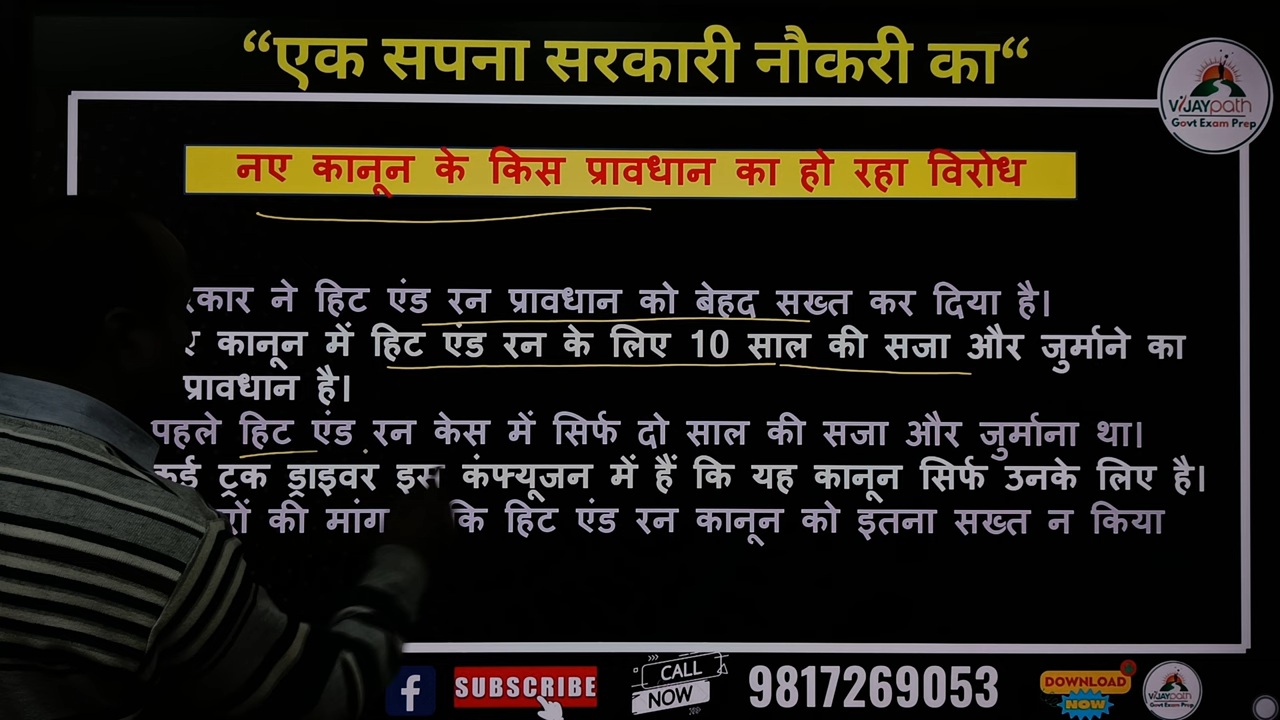 “एक सपना सरकारी नौकरी का“
VIJAYpath
Govt Exam Prep
नए कानून के किस प्रावधान का हो रहा विरोध
ने हिट एंड रन प्रावधान को बेहद सख्त कर दिया है।
कानून में हिट एंड रन के लिए 10 साल की सजा और जुर्माने का
प्रावधान है।
पहले हिट एंड रन केस में सिर्फ दो साल की सजा और जुर्माना था।
कई ट्रक ड्राइवर इस कंफ्यूजन में हैं कि यह कानून सिर्फ उनके लिए है।
की मांग कि हिट एंड रन कानून को इतना सख्त न किया
f SUBSCRIBE CALL NOW 9817269053 DOWNLOAD NOW
VIJAYpath
Govt Exam Prep